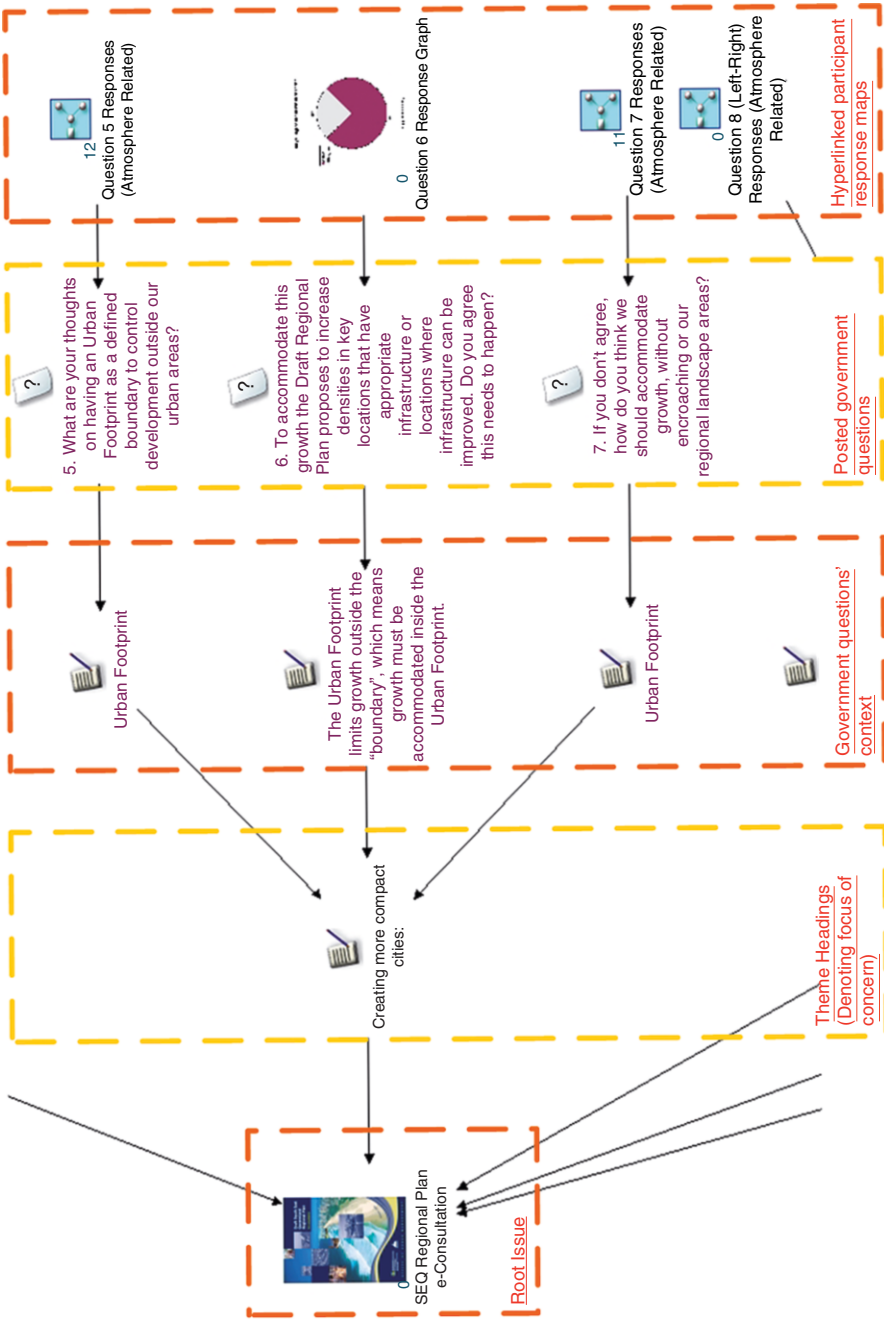 0
SEQ Regional Plan
e-Consultation
Root Issue
Creating more compact
cities:
Theme Headings
(Denoting focus of
concern)
Urban Footprint
The Urban Footprint
limits growth outside the
“boundary”, which means
growth must be
accommodated inside the
Urban Footprint.
Urban Footprint
Government questions’
context
?
5. What are your thoughts
on having an Urban
Footprint as a defined
boundary to control
development outside our
urban areas?
?
6. To accommodate this
growth the Draft Regional
Plan proposes to increase
densities in key
locations that have
appropriate
infrastructure or
locations where
infrastructure can be
improved. Do you agree
this needs to happen?
?
7. If you don't agree,
how do you think we
should accommodate
growth, without
encroaching or our
regional landscape areas?
Posted government
questions
12
Question 5 Responses
(Atmosphere Related)
0
Question 6 Response Graph
11
Question 7 Responses
(Atmosphere Related)
0
Question 8 (Left-Right)
Responses (Atmosphere
Related)
Hyperlinked participant
response maps